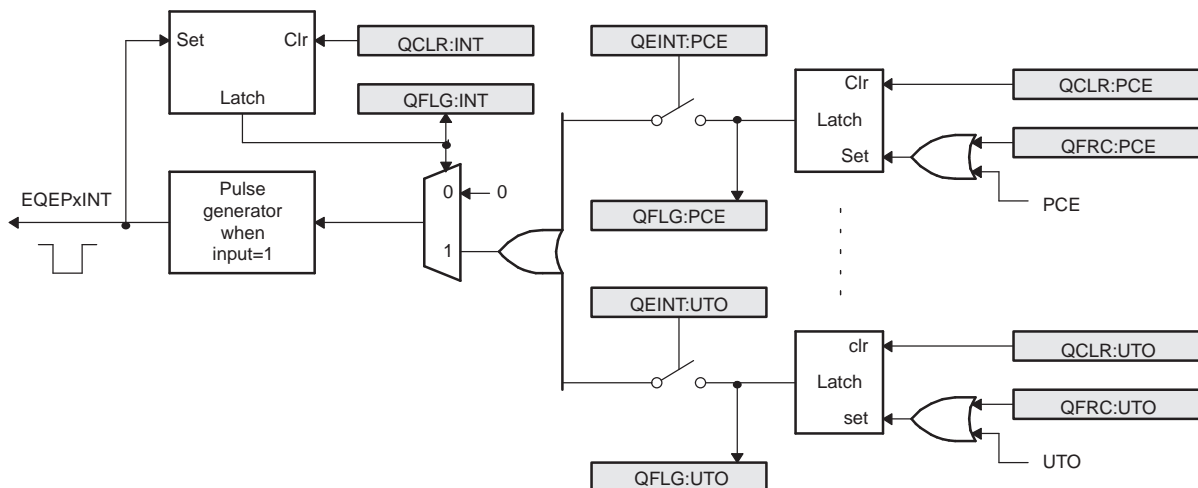 Set
Clr
Latch
QCLR:INT
QFLG:INT
EQEPxINT
Pulse
generator
when
input=1
0
0
1
QEINT:PCE
QFLG:PCE
Clr
Latch
Set
QCLR:PCE
QFRC:PCE
PCE
QEINT:UTO
QFLG:UTO
clr
Latch
set
QCLR:UTO
QFRC:UTO
UTO